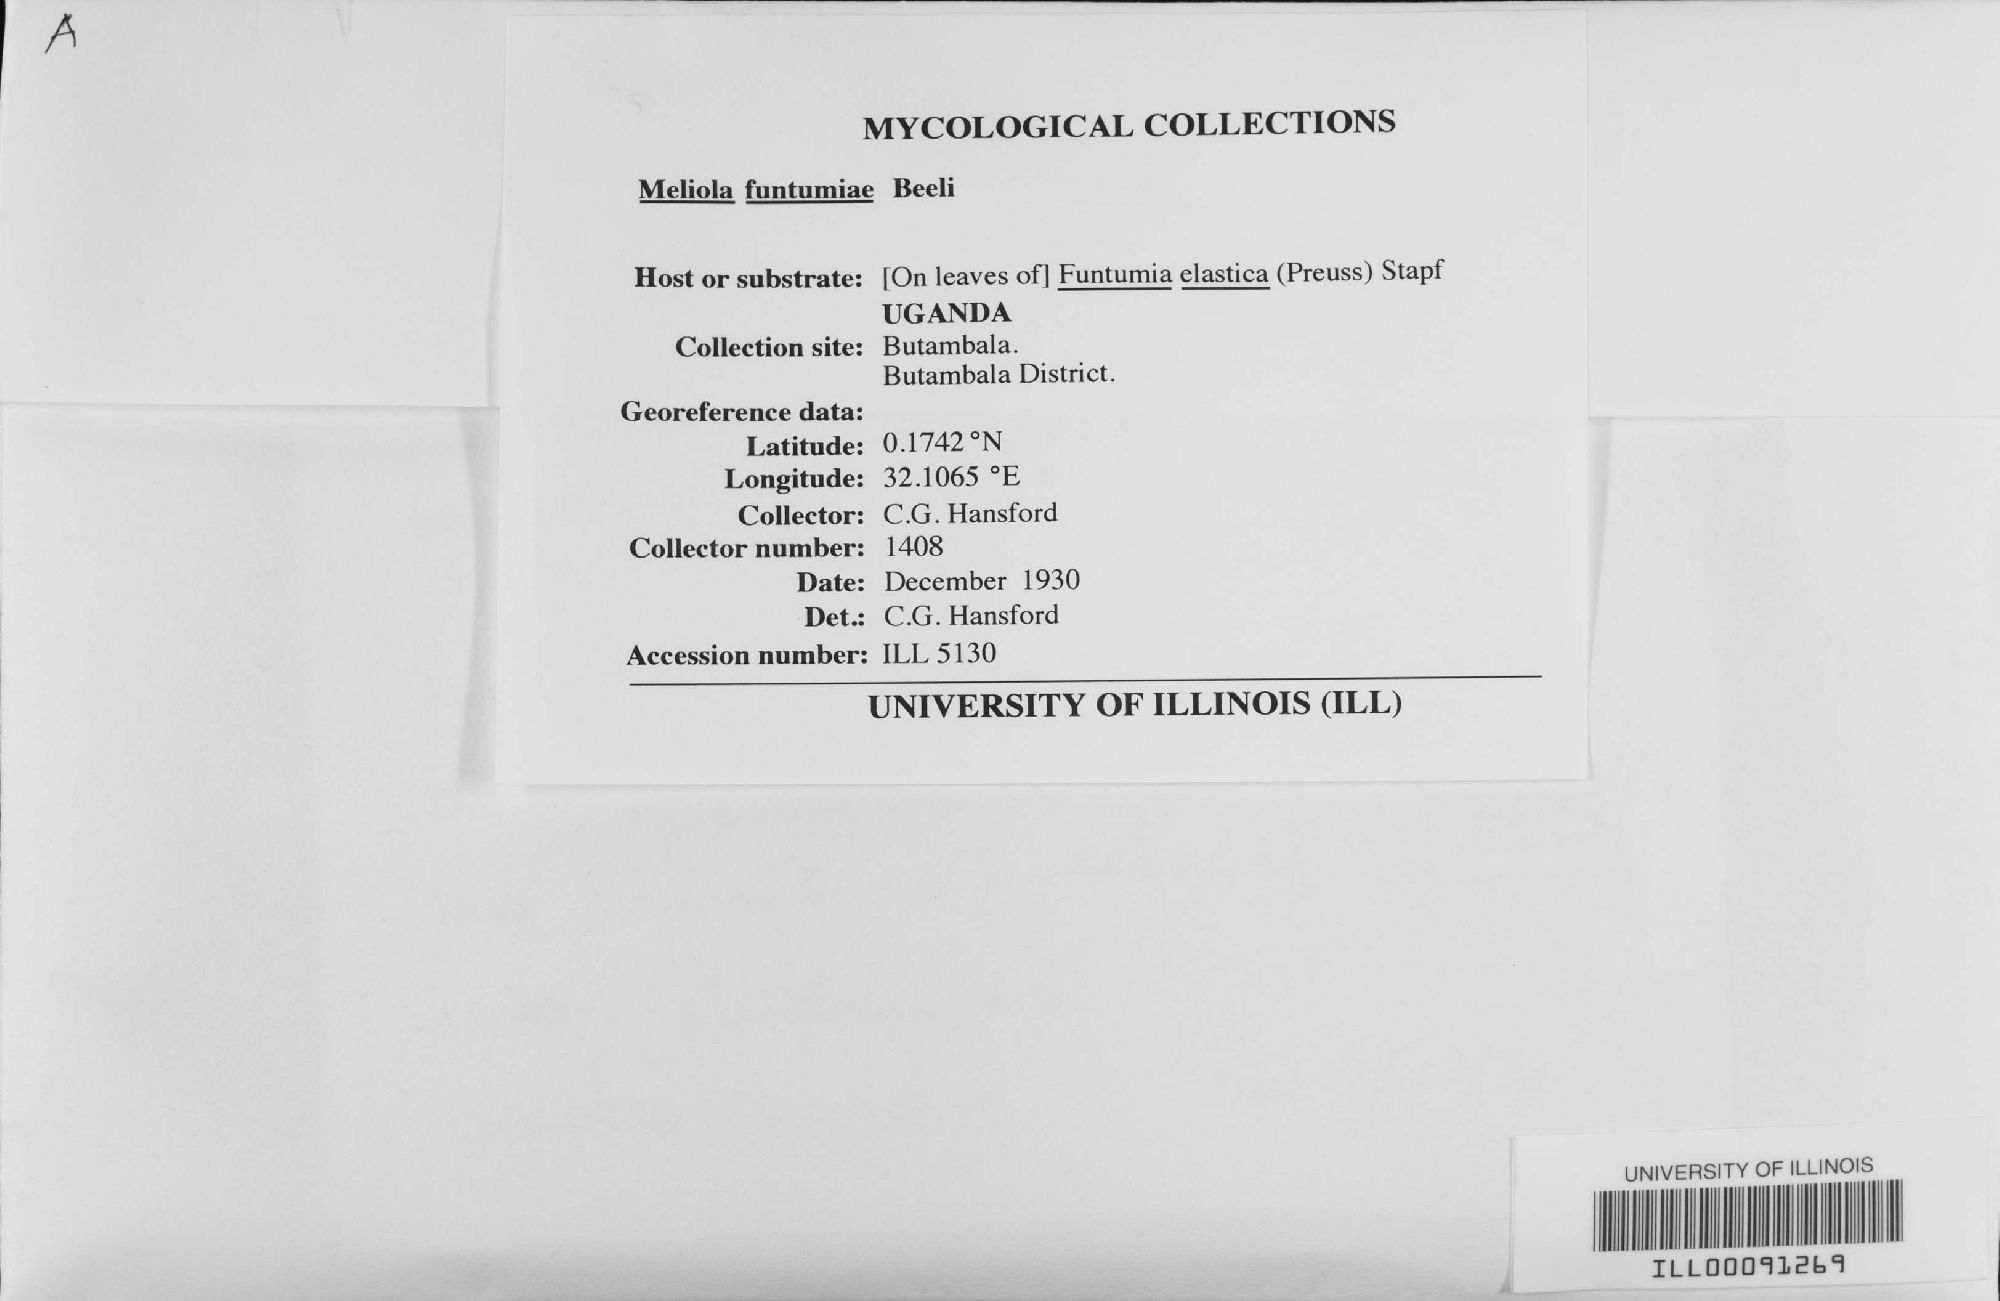 A
MYCOLOGICAL COLLECTIONS
Meliola funtumiae Beeli
Host or substrate: [On leaves of] Funtumia elastica (Preuss) Stapf
UGANDA
Collection site: Butambala.
Butambala District.
Georeference data:
Latitude: 0.1742 °N
Longitude: 32.1065 °E
Collector: C.G. Hansford
Collector number: 1408
Date: December 1930
Det.: C.G. Hansford
Accession number: ILL 5130
UNIVERSITY OF ILLINOIS (ILL)
UNIVERSITY OF ILLINOIS
ILL00091269